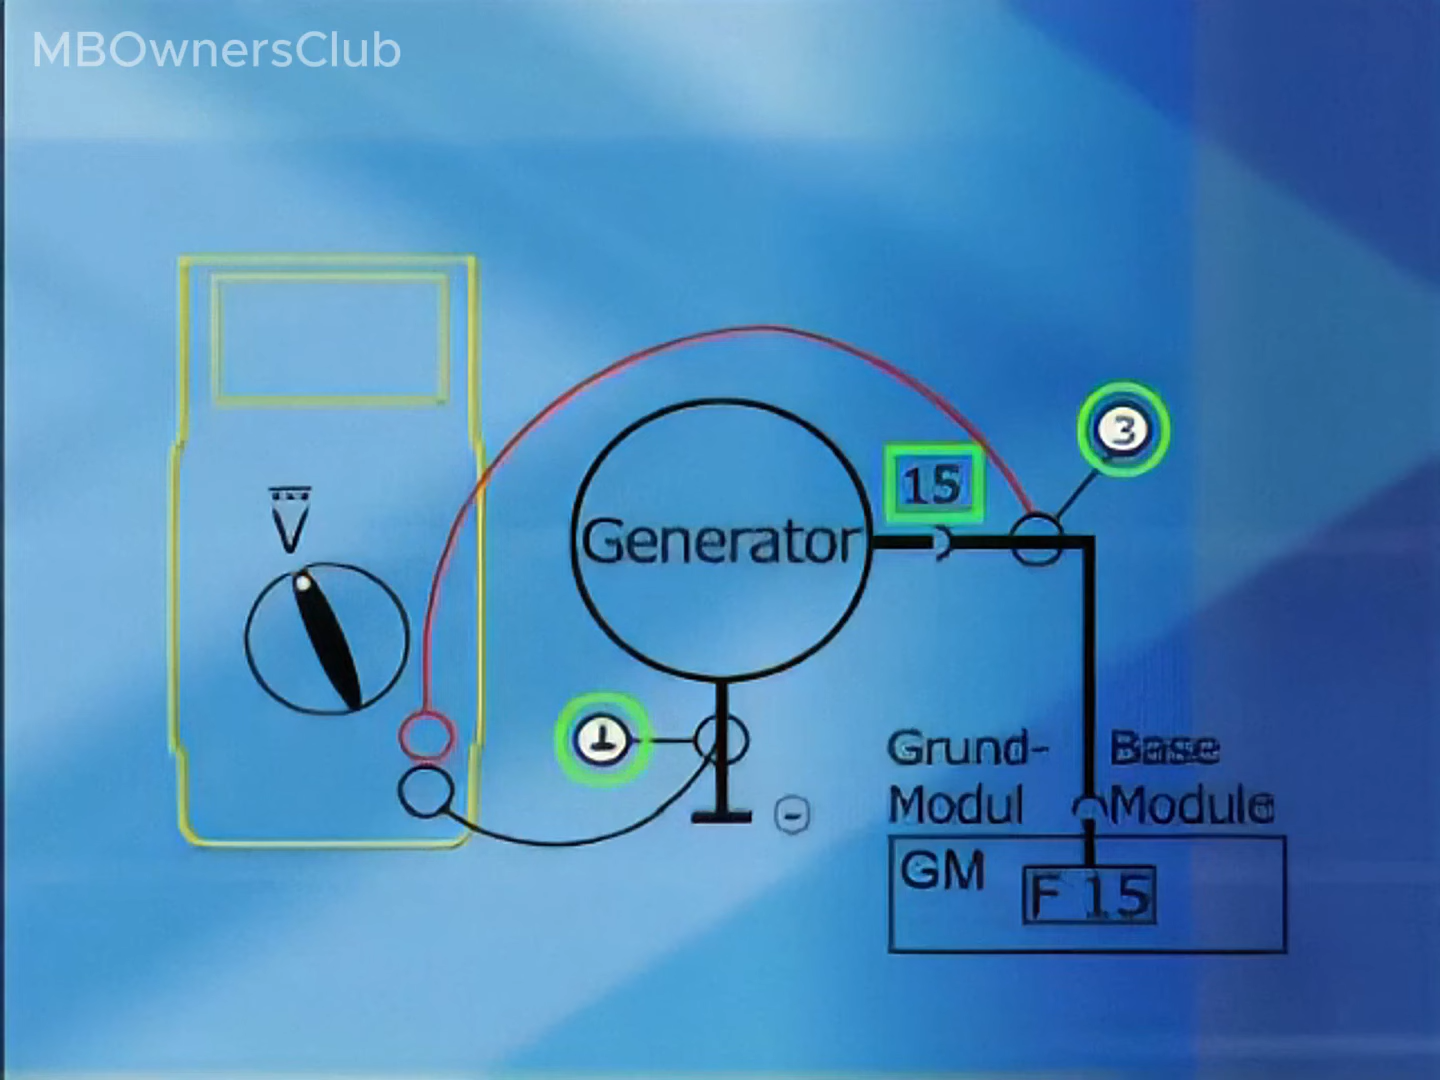 MBOwnersClub
V
3
15
Generator
1
-
Grund-
Modul
Base
Module
GM
F 15